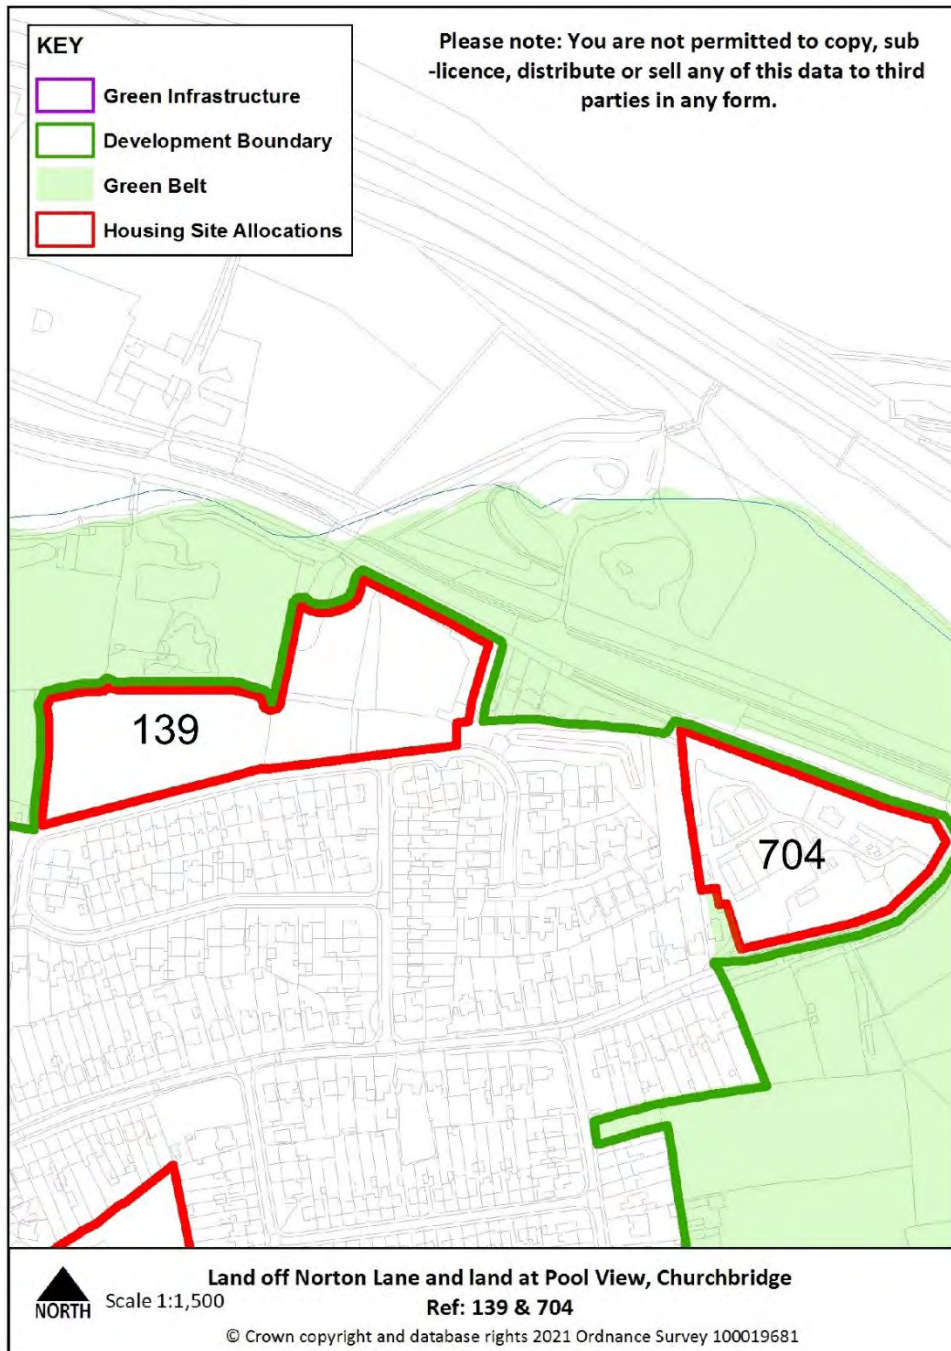 KEY
Green Infrastructure
Development Boundary
Green Belt
Housing Site Allocations
Please note: You are not permitted to copy, sub
-licence, distribute or sell any of this data to third
parties in any form.
139
704
NORTH
Scale 1:1,500
Land off Norton Lane and land at Pool View, Churchbridge
Ref: 139 & 704
© Crown copyright and database rights 2021 Ordnance Survey 100019681